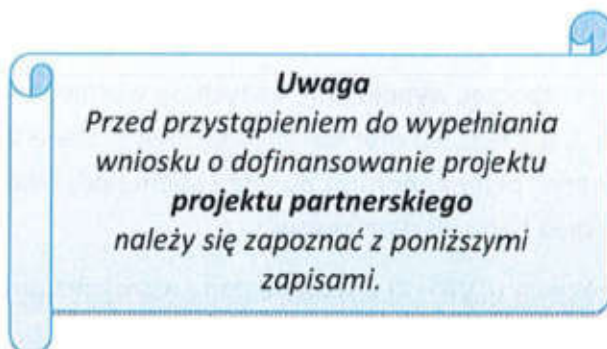 Uwaga
Przed przystąpieniem do wypełniania
wniosku o dofinansowanie projektu
projektu partnerskiego
należy się zapoznać z poniższymi
zapisami.